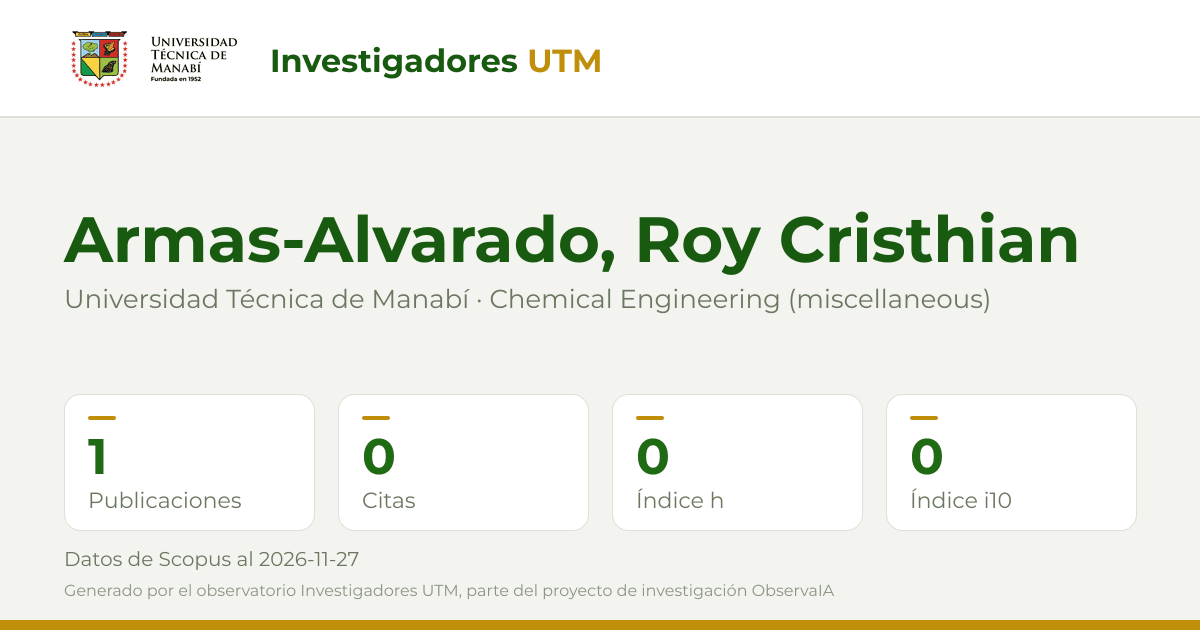 UNIVERSIDAD
TÉCNICA DE
MANABÍ
Fundada en 1952
Investigadores UTM
Armas-Alvarado, Roy Cristhian
Universidad Técnica de Manabí · Chemical Engineering (miscellaneous)
1
Publicaciones
0
Citas
0
Índice h
0
Índice i10
Datos de Scopus al 2026-11-27
Generado por el observatorio Investigadores UTM, parte del proyecto de investigación ObservaIA